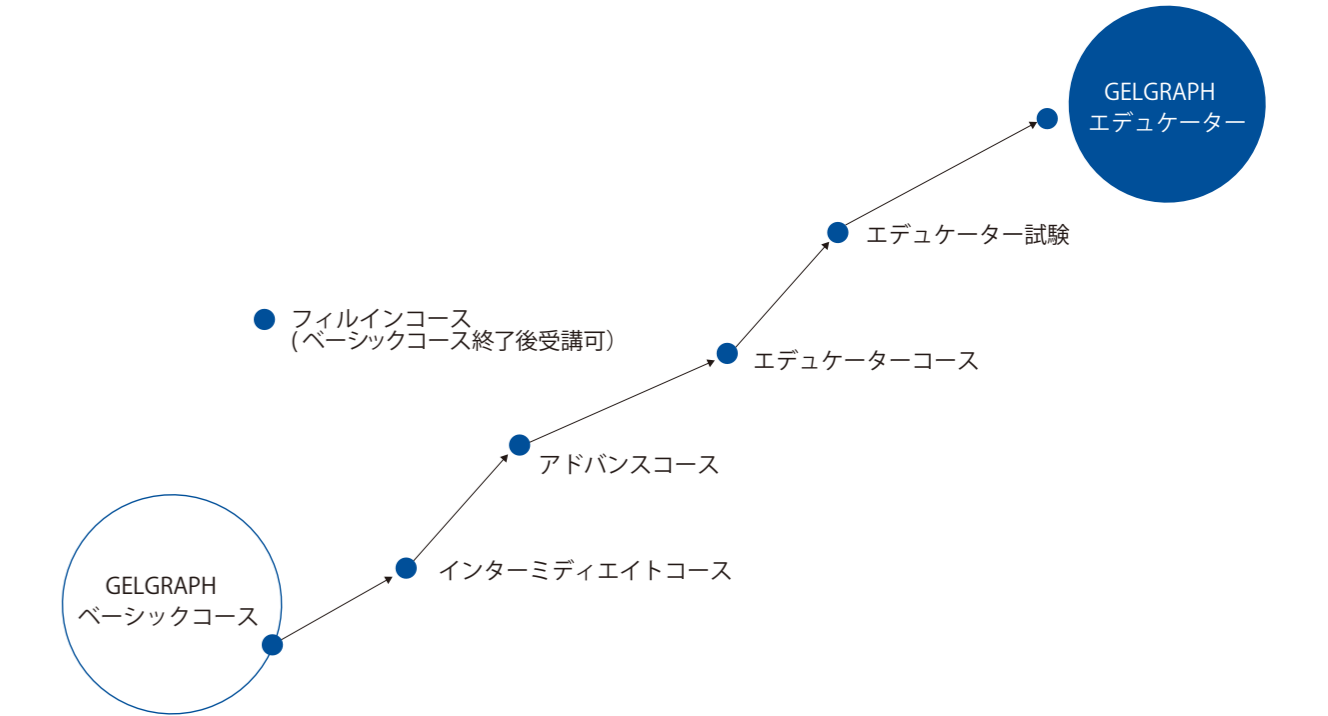 GELGRAPH
エデュケーター
エデュケーター試験
フィルインコース
(ベーシックコース終了後受講可）
エデュケーターコース
アドバンスコース
インターミディエイトコース
GELGRAPH
ベーシックコース